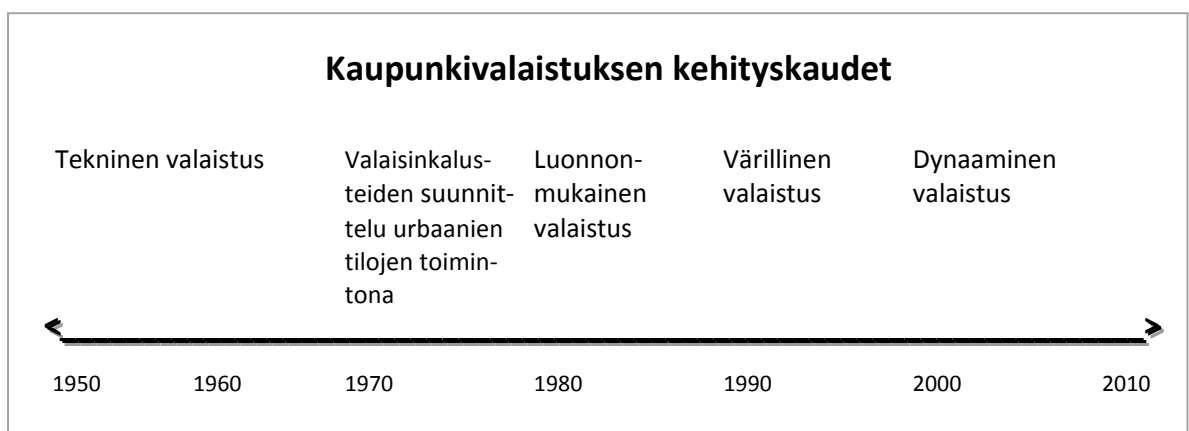 Kaupunkivalaistuksen kehityskaudet
Tekninen valaistus
Valaisinkalus-
teiden suunnit-
telu urbaanien
tilojen toimin-
tona
Luonnon-
mukainen
valaistus
Värillinen
valaistus
Dynaaminen
valaistus
1950 1960 1970 1980 1990 2000 2010